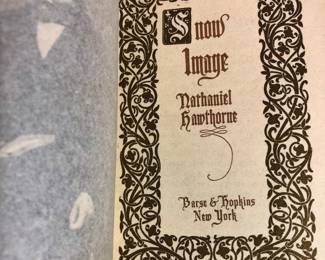 Snow
Image
Nathaniel
Hawthorne
Barse & Hopkins
New York